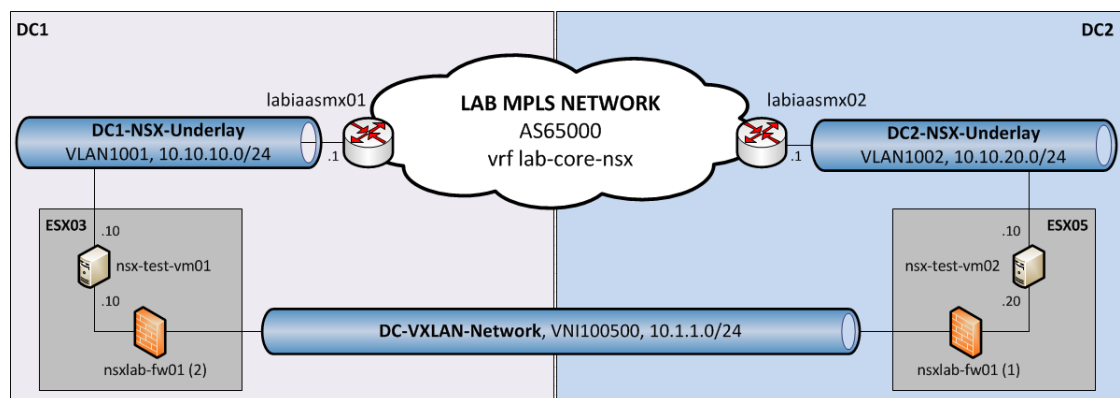 DC1
DC2
labiaasmx01
LAB MPLS NETWORK
AS65000
vrf lab-core-nsx
labiaasmx02
DC1-NSX-Underlay
VLAN1001, 10.10.10.0/24
.1
.1
DC2-NSX-Underlay
VLAN1002, 10.10.20.0/24
ESX03
.10
nsx-test-vm01
.10
nsxlab-fw01 (2)
DC-VXLAN-Network, VNI100500, 10.1.1.0/24
ESX05
.10
nsx-test-vm02
.20
nsxlab-fw01 (1)